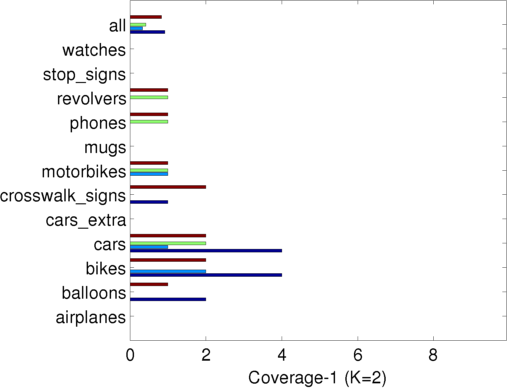 all
watches
stop_signs
revolvers
phones
mugs
motorbikes
crosswalk_signs
cars_extra
cars
bikes
balloons
airplanes
0 2 4 6 8
Coverage-1 (K=2)